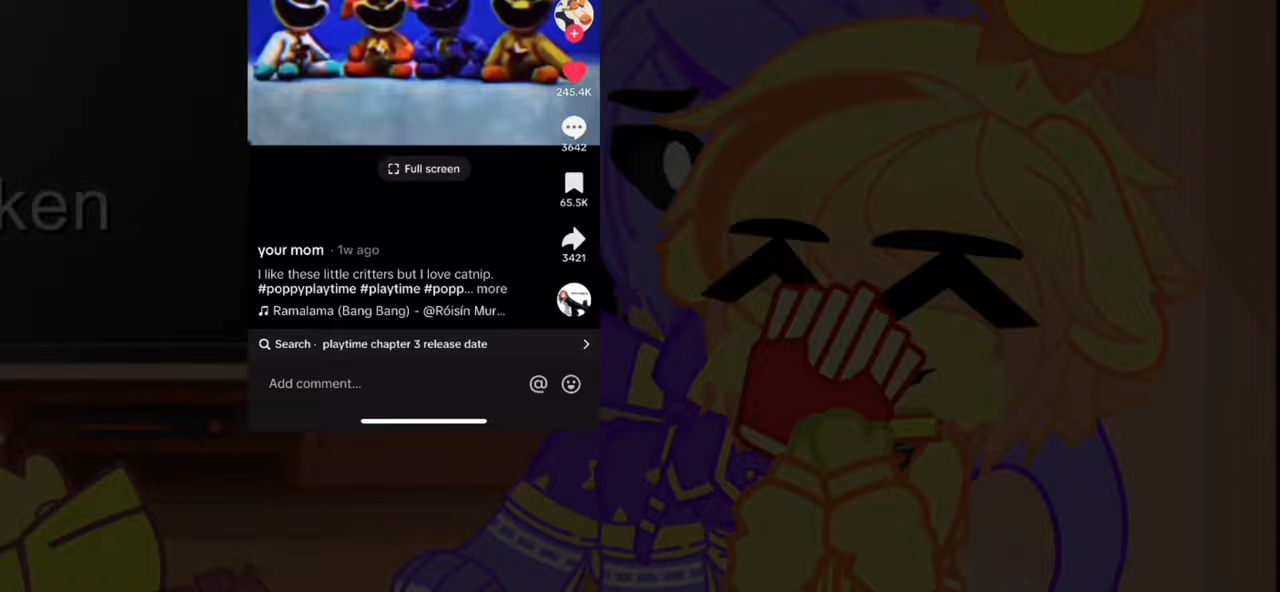 ken
245.4K
3642
Full screen
65.5K
your mom · 1w ago
3421
I like these little critters but I love catnip.
#poppyplaytime #playtime #popp... more
Ramalama (Bang Bang) - @Róisín Mur...
Search · playtime chapter 3 release date
Add comment...
@